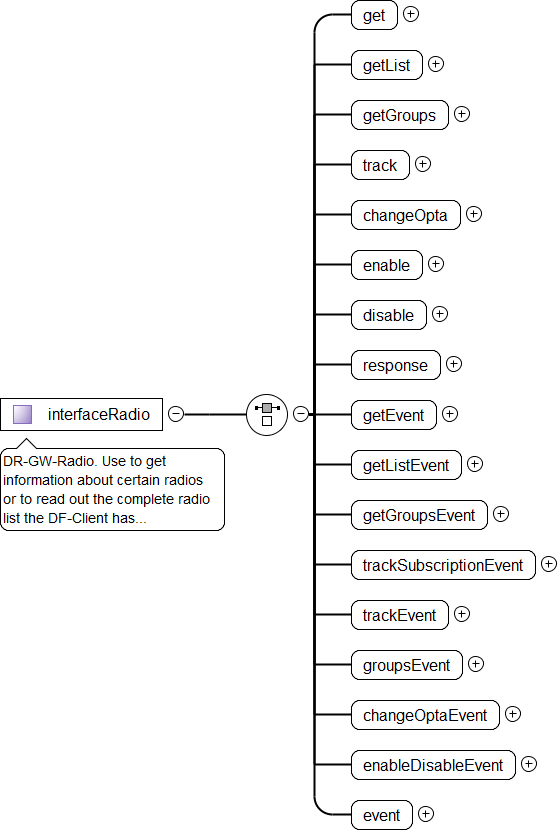 get
getList
getGroups
track
changeOpta
enable
disable
response
interfaceRadio
getEvent
DR-GW-Radio. Use to get
information about certain radios
or to read out the complete radio
list the DF-Client has...
getListEvent
getGroupsEvent
trackSubscriptionEvent
trackEvent
groupsEvent
changeOptaEvent
enableDisableEvent
event